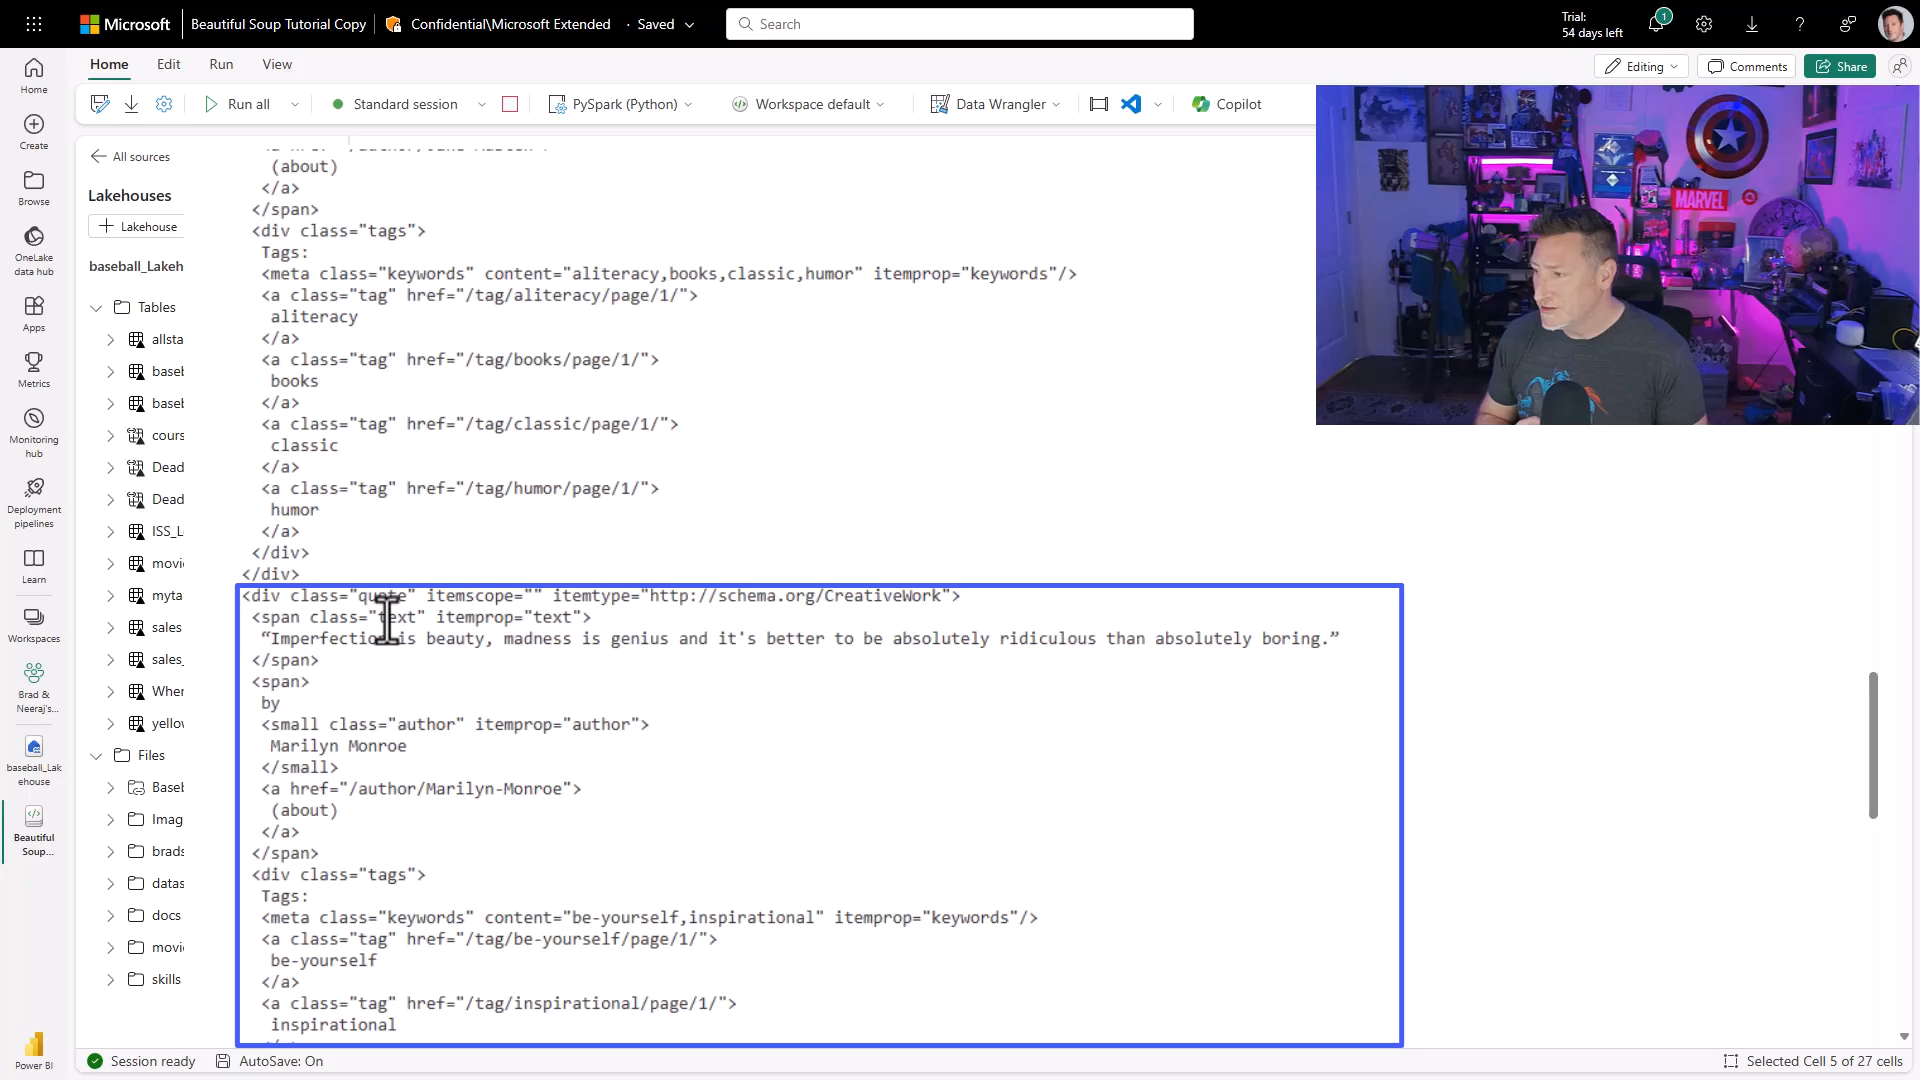 Microsoft
Beautiful Soup Tutorial Copy
Confidential\Microsoft Extended
· Saved
Search
Trial:
54 days left
1
?
Home
Edit
Run
View
Editing
Comments
Share
Run all
Standard session
PySpark (Python)
Workspace default
Data Wrangler
Copilot
Home
Create
Browse
OneLake
data hub
Apps
Metrics
Monitoring
hub
Deployment
pipelines
Learn
Workspaces
Brad &
Neeraj's...
baseball_Lak
ehouse
Beautiful
Soup...
Power BI
All sources
Lakehouses
Lakehouse
baseball_Lakeh
Tables
allsta
baseb
baseb
cours
Dead
Dead
ISS_L
movi
myta
sales
sales_
Wher
yellov
Files
Baseb
Imag
brads
datas
docs
movi
skills
(about)
</a>
</span>
<div class="tags">
Tags:
<meta class="keywords" content="aliteracy,books,classic,humor" itemprop="keywords"/>
<a class="tag" href="/tag/aliteracy/page/1/">
aliteracy
</a>
<a class="tag" href="/tag/books/page/1/">
books
</a>
<a class="tag" href="/tag/classic/page/1/">
classic
</a>
<a class="tag" href="/tag/humor/page/1/">
humor
</a>
</div>
</div>
<div class="quote" itemscope="" itemtype="http://schema.org/CreativeWork">
<span class="text" itemprop="text">
“Imperfection is beauty, madness is genius and it's better to be absolutely ridiculous than absolutely boring.”
</span>
<span>
by
<small class="author" itemprop="author">
Marilyn Monroe
</small>
<a href="/author/Marilyn-Monroe">
(about)
</a>
</span>
<div class="tags">
Tags:
<meta class="keywords" content="be-yourself,inspirational" itemprop="keywords"/>
<a class="tag" href="/tag/be-yourself/page/1/">
be-yourself
</a>
<a class="tag" href="/tag/inspirational/page/1/">
inspirational
MARVEL
Session ready
AutoSave: On
Selected Cell 5 of 27 cells